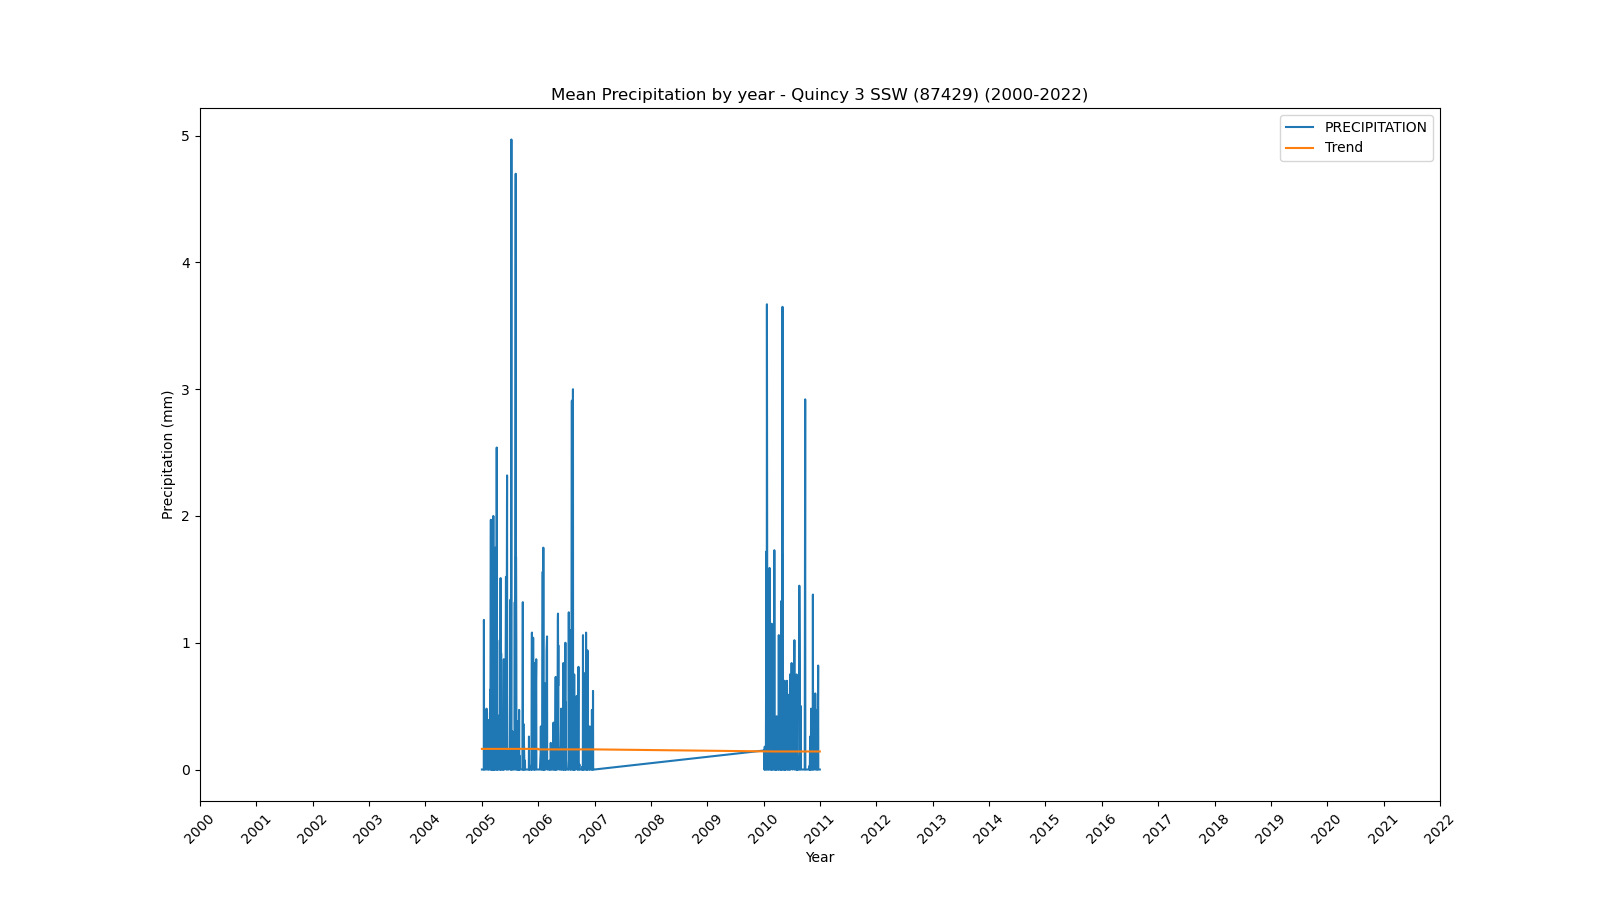 Mean Precipitation by year - Quincy 3 SSW (87429) (2000-2022)
PRECIPITATION
Trend
5
4
3
2
1
0
Precipitation (mm)
2000 2001 2002 2003 2004 2005 2006 2007 2008 2009 2010 2011 2012 2013 2014 2015 2016 2017 2018 2019 2020 2021 2022
Year